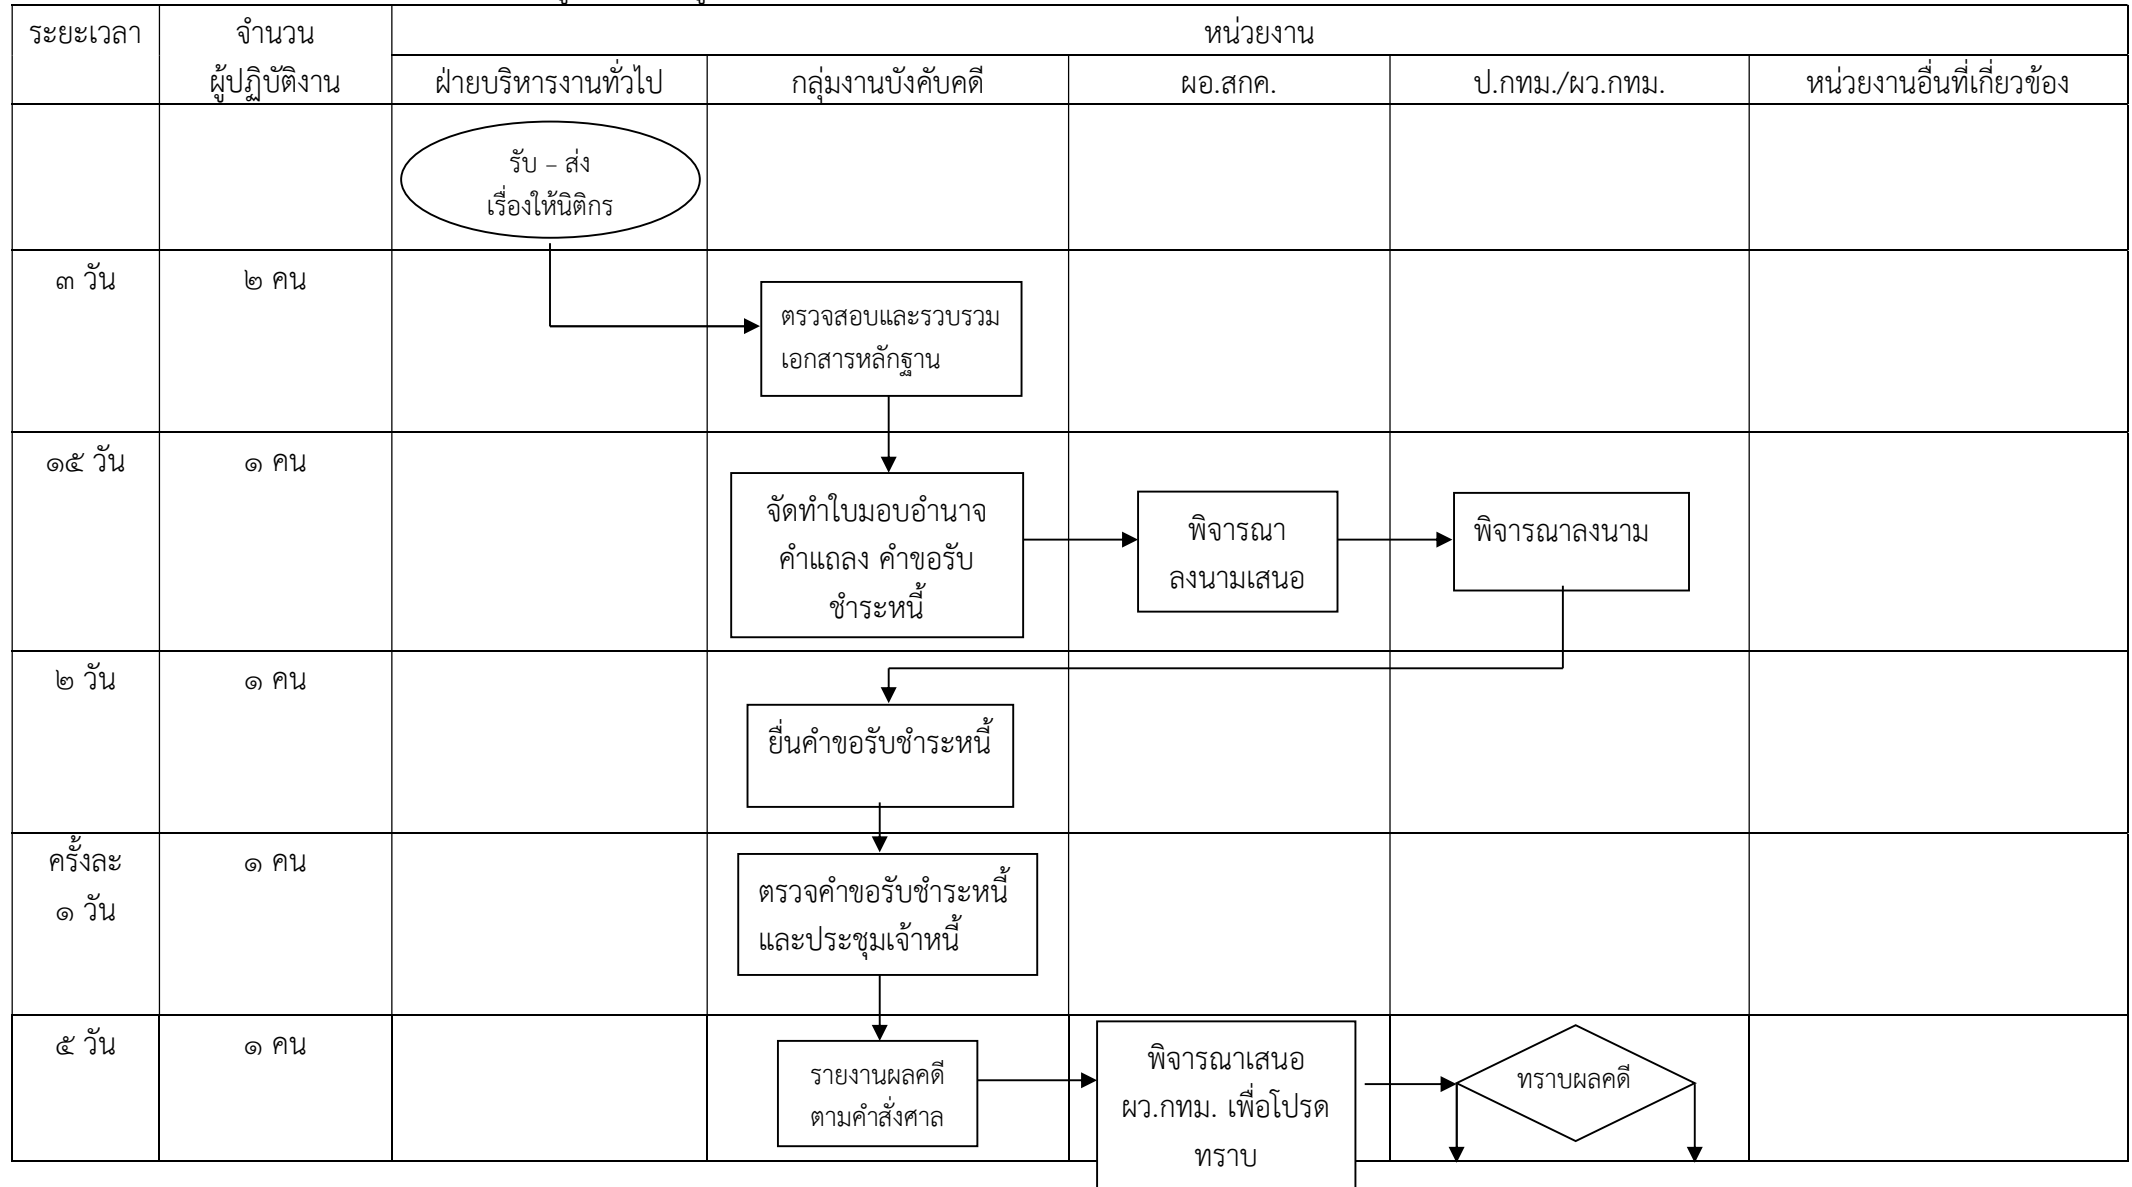 ระยะเวลา
จำนวน
ผู้ปฏิบัติงาน
หน่วยงาน
ฝ่ายบริหารงานทั่วไป
กลุ่มงานบังคับคดี
ผอ.สกค.
ป.กทม./ผว.กทม.
หน่วยงานอื่นที่เกี่ยวข้อง
รับ – ส่ง
เรื่องให้นิติกร
๓ วัน
๒ คน
ตรวจสอบและรวบรวม
เอกสารหลักฐาน
๑๕ วัน
๑ คน
จัดทำใบมอบอำนาจ
คำแถลง คำขอรับ
ชำระหนี้
พิจารณา
ลงนามเสนอ
พิจารณาลงนาม
๒ วัน
๑ คน
ยื่นคำขอรับชำระหนี้
ครั้งละ
๑ วัน
๑ คน
ตรวจคำขอรับชำระหนี้
และประชุมเจ้าหนี้
๕ วัน
๑ คน
รายงานผลคดี
ตามคำสั่งศาล
พิจารณาเสนอ
ผว.กทม. เพื่อโปรด
ทราบ
ทราบผลคดี